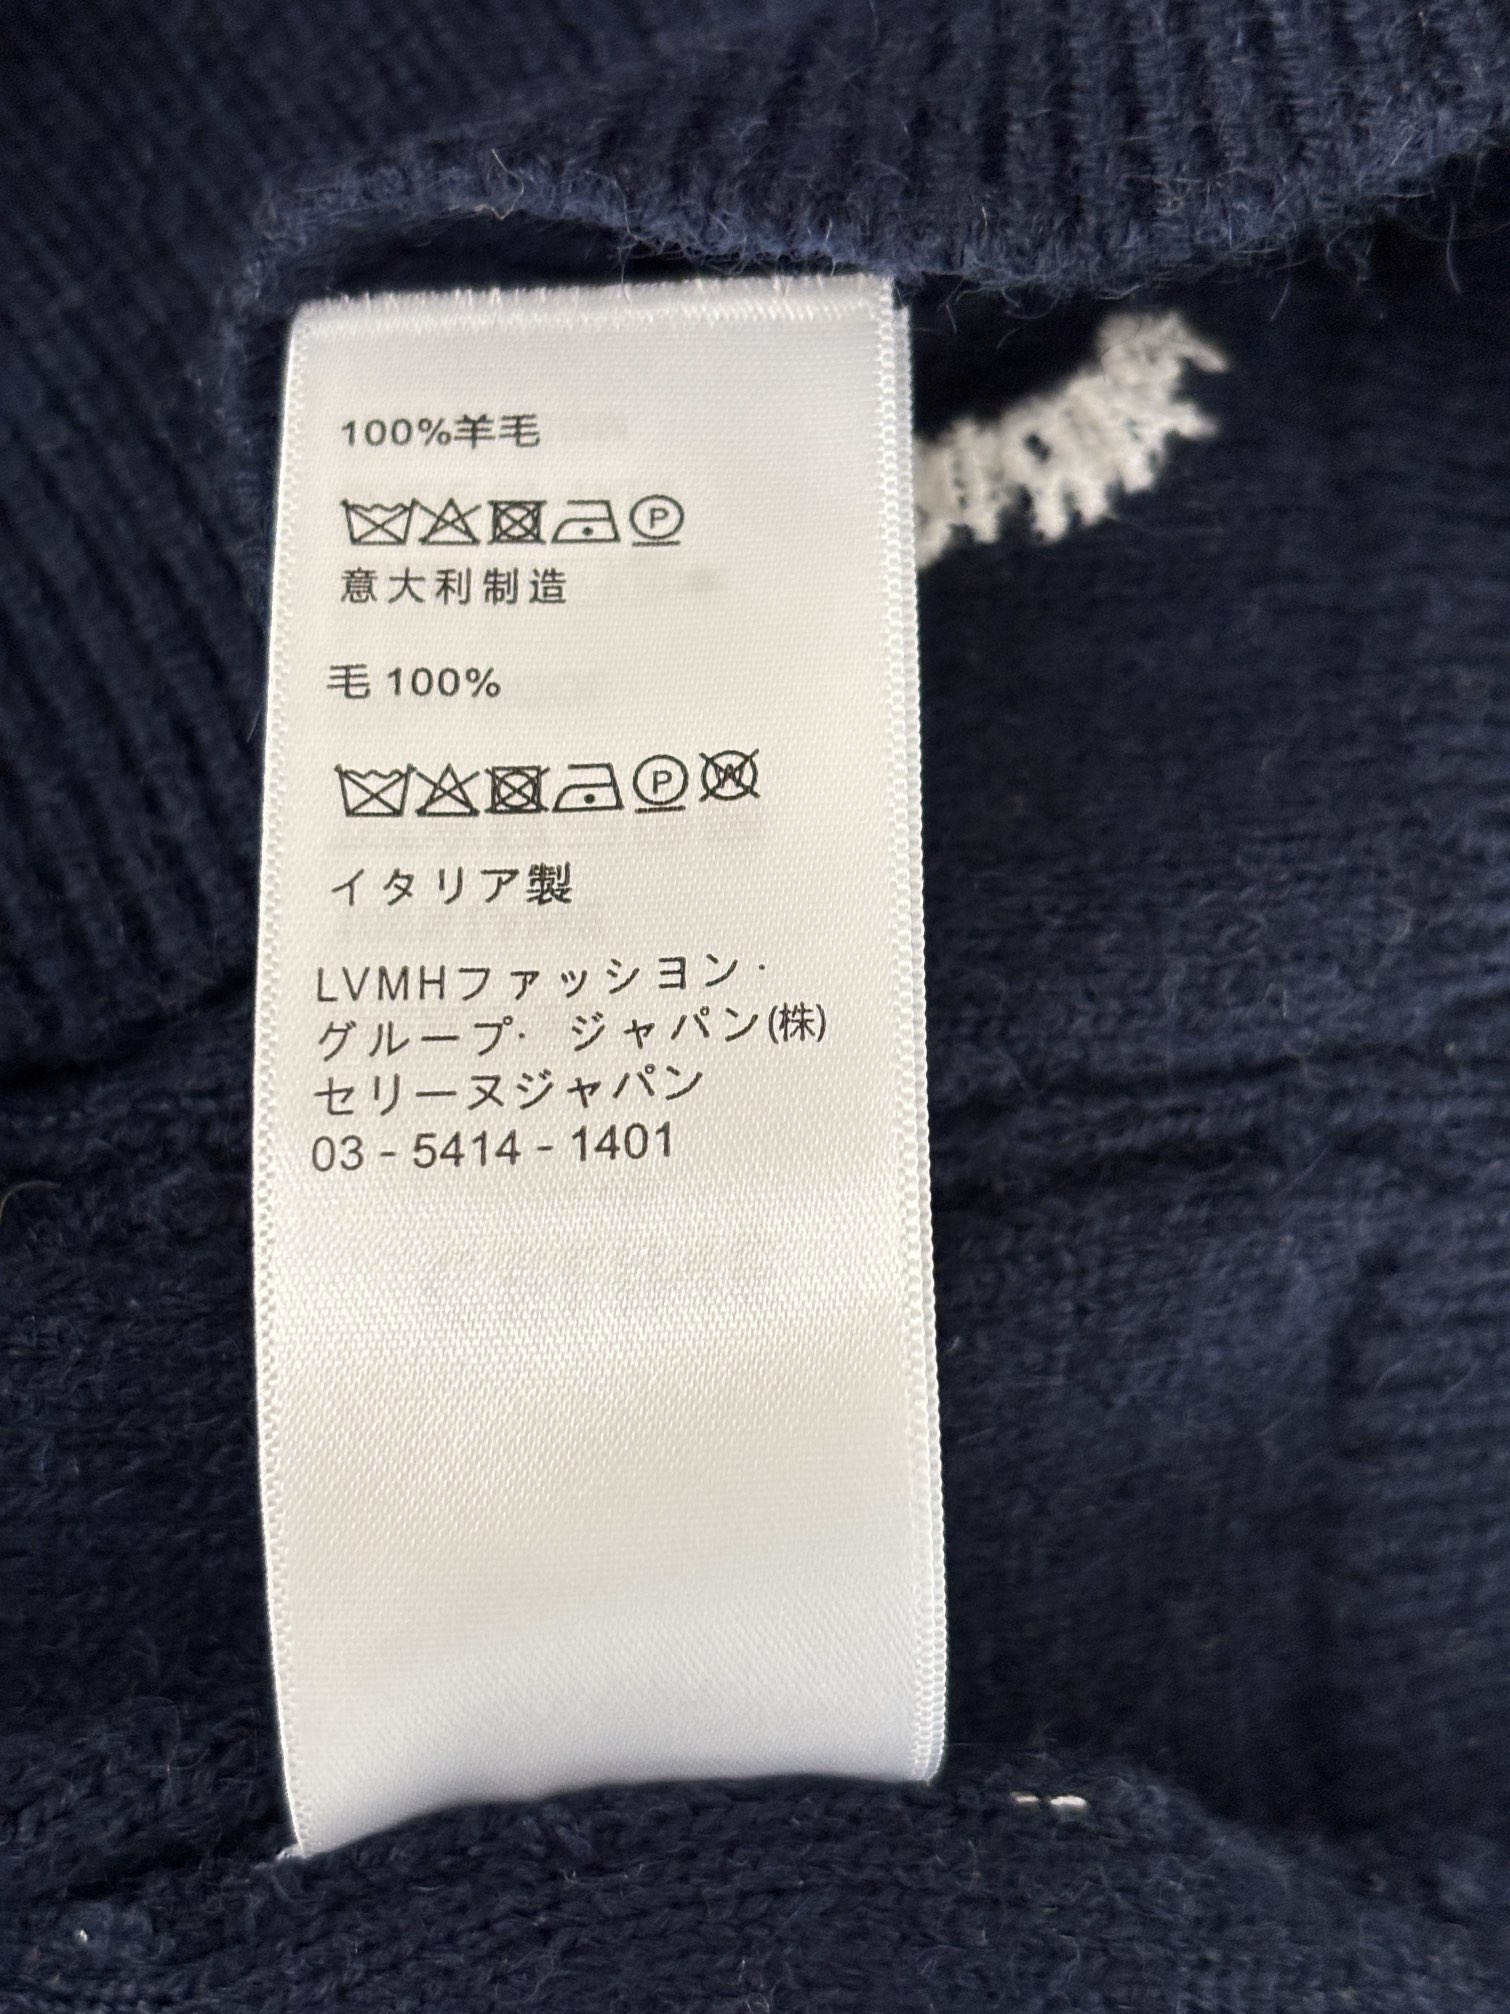 100%羊毛
P
意大利制造
毛 100%
P W
イタリア製
LVMHファッション・
グループ・ ジャパン(株)
セリーヌジャパン
03 - 5414 - 1401